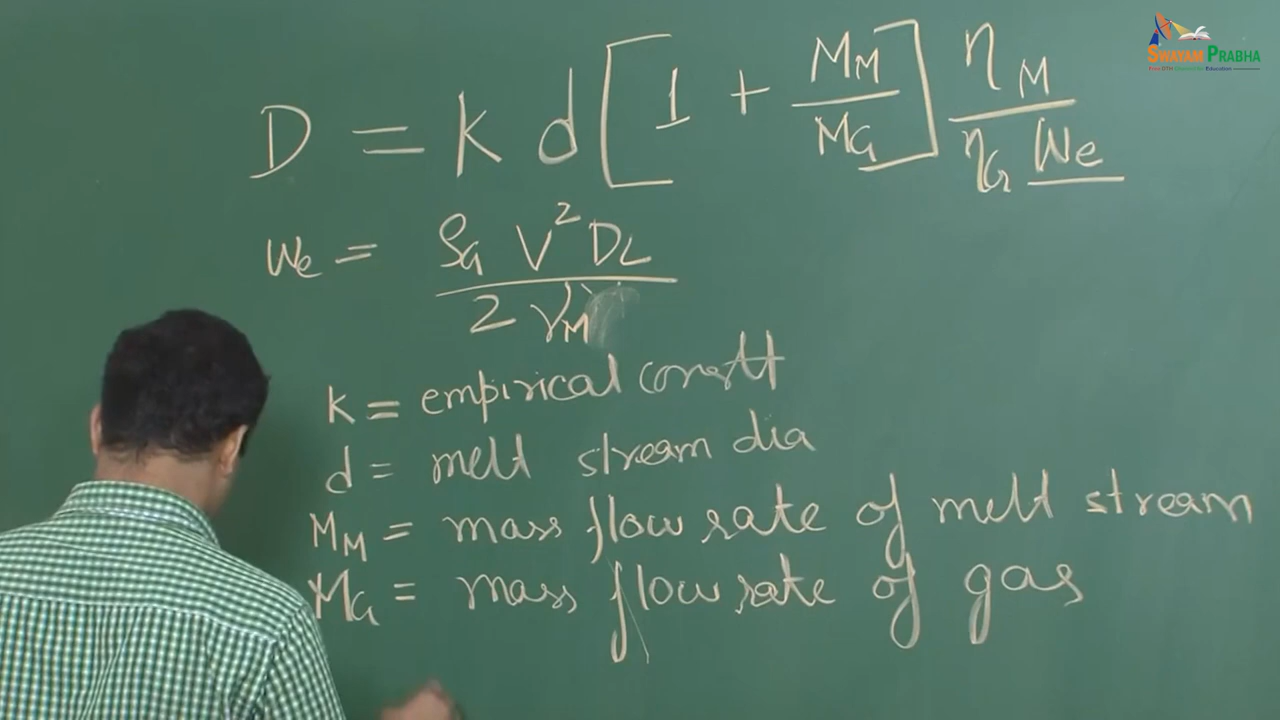 SWAYAM PRABHA
D = K d [1 + M_M / M_G] η_M / η_G We
We = ρ_G V² D_L / 2 γ_M
K = empirical constt
d = melt stream dia
M_M = mass flow rate of melt stream
M_G = mass flow rate of gas